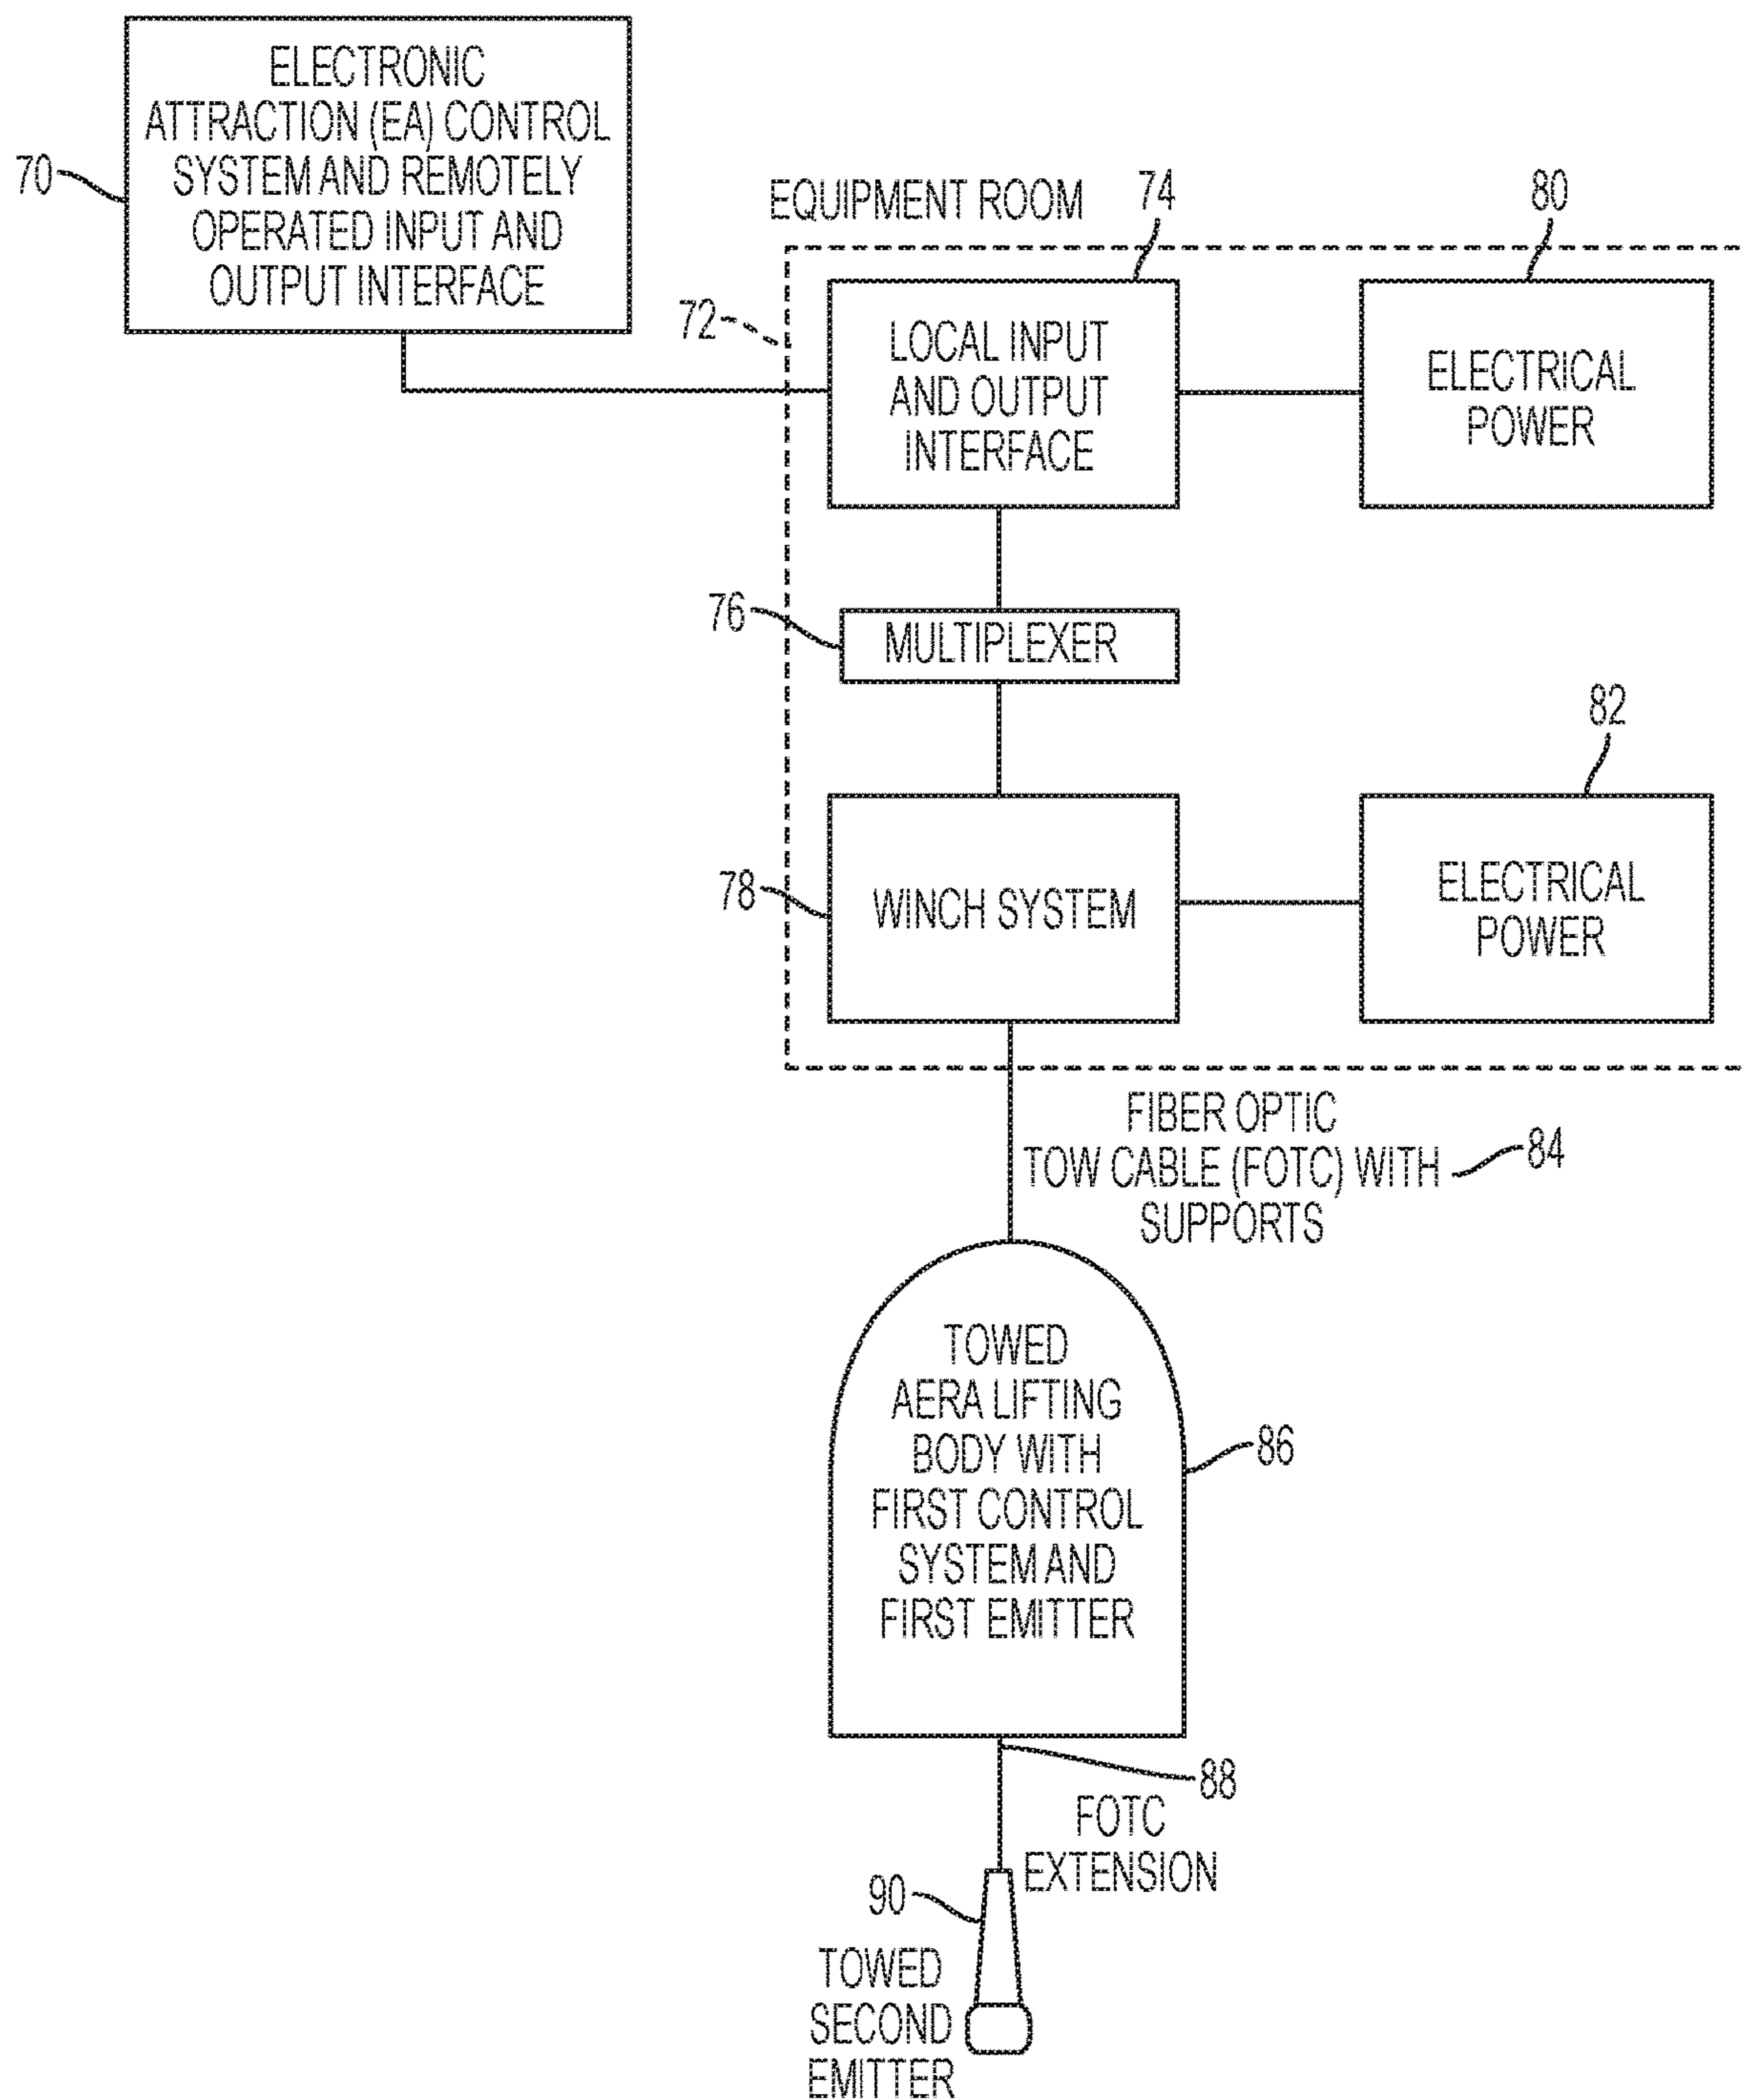 ELECTRONIC
ATTRACTION (EA) CONTROL
SYSTEM AND REMOTELY
OPERATED INPUT AND
OUTPUT INTERFACE
70
EQUIPMENT ROOM
72
74
LOCAL INPUT
AND OUTPUT
INTERFACE
80
ELECTRICAL
POWER
76
MULTIPLEXER
78
WINCH SYSTEM
82
ELECTRICAL
POWER
FIBER OPTIC
TOW CABLE (FOTC) WITH
SUPPORTS
84
TOWED
AERA LIFTING
BODY WITH
FIRST CONTROL
SYSTEM AND
FIRST EMITTER
86
88
FOTC
EXTENSION
90
TOWED
SECOND
EMITTER